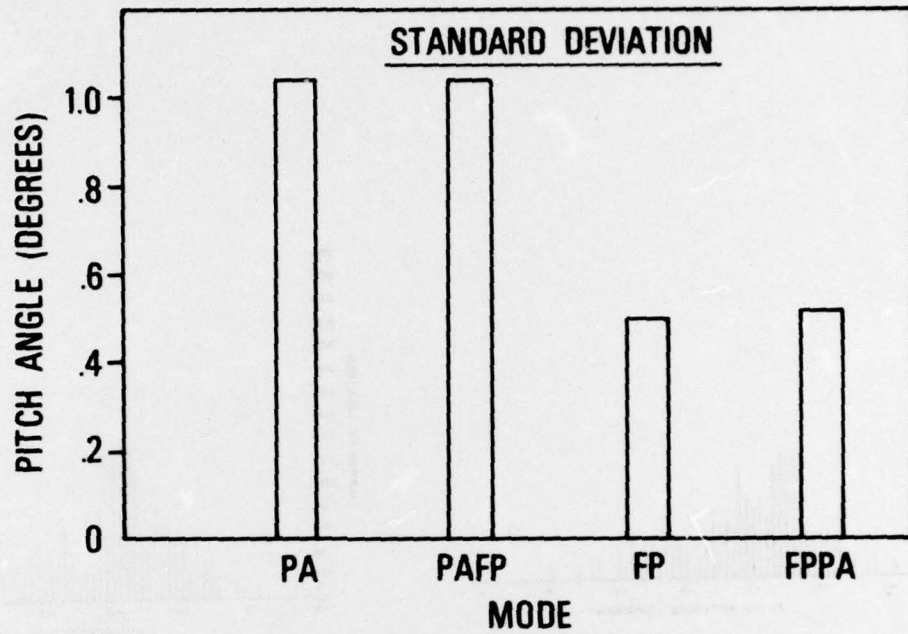 STANDARD DEVIATION
PITCH ANGLE (DEGREES)
1.0
.8
.6
.4
.2
0
PA PAFP FP FPPA
MODE